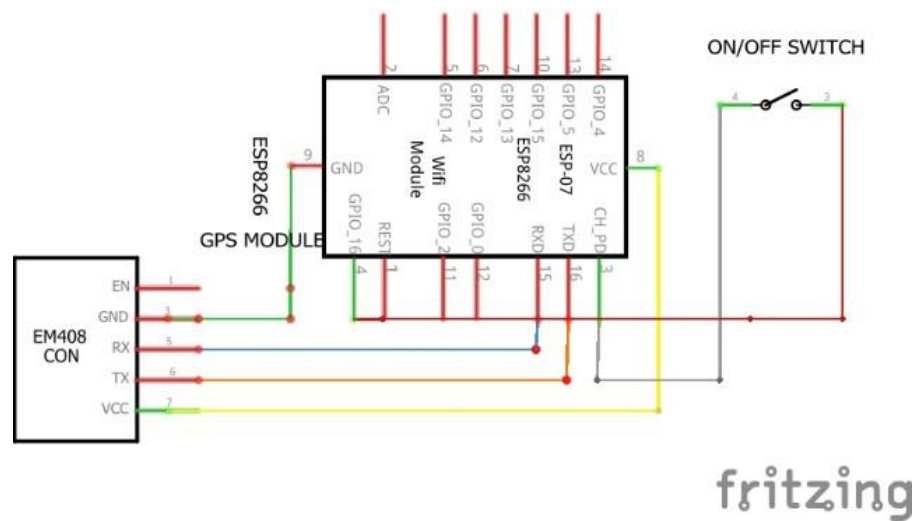 ON/OFF SWITCH
4
3
2
5
6
7
10
13
14
ADC
GPIO_14
GPIO_12
GPIO_13
GPIO_15
GPIO_5
GPIO_4
ESP8266
9
GND
Wifi
Module
ESP8266
ESP-07
VCC
8
GPS MODULE
GPIO_16
REST
GPIO_2
GPIO_0
RXD
TXD
CH_PD
4
1
11
12
15
16
3
EM408
CON
EN
1
GND
RX
5
TX
6
VCC
7
fritzing